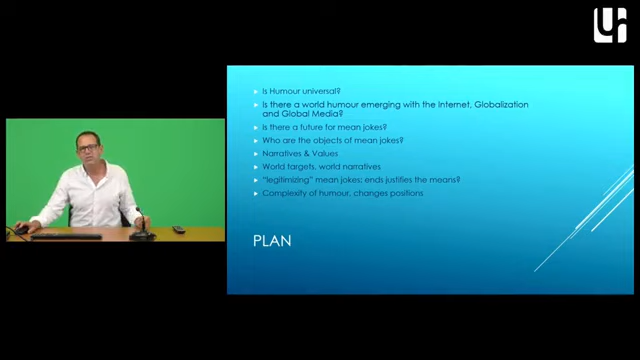 Is Humour universal?
Is there a world humour emerging with the Internet, Globalization
and Global Media?
Is there a future for mean jokes?
Who are the objects of mean jokes?
Narratives & Values
World targets, world narratives
"legitimizing" mean jokes: ends justifies the means?
Complexity of humour, changes positions
PLAN